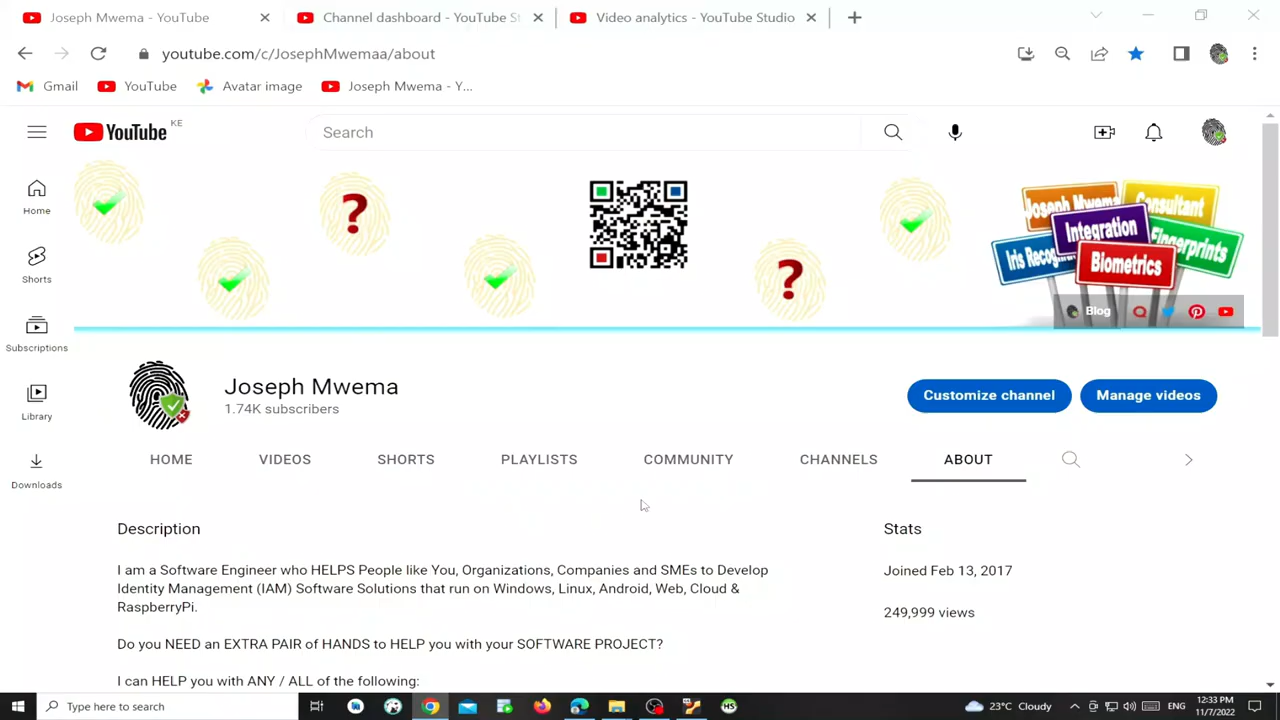 Joseph Mwema - YouTube
Channel dashboard - YouTube St
Video analytics - YouTube Studio
youtube.com/c/JosephMwemaa/about
Gmail
YouTube
Avatar image
Joseph Mwema - Y...
YouTube
KE
Search
Home
Shorts
Subscriptions
Library
Downloads
Joseph Mwema
Consultant
Integration
Fingerprints
Iris Recog
Biometrics
Blog
Joseph Mwema
1.74K subscribers
Customize channel
Manage videos
HOME
VIDEOS
SHORTS
PLAYLISTS
COMMUNITY
CHANNELS
ABOUT
Description
I am a Software Engineer who HELPS People like You, Organizations, Companies and SMEs to Develop
Identity Management (IAM) Software Solutions that run on Windows, Linux, Android, Web, Cloud &
RaspberryPi.
Do you NEED an EXTRA PAIR of HANDS to HELP you with your SOFTWARE PROJECT?
I can HELP you with ANY / ALL of the following:
Stats
Joined Feb 13, 2017
249,999 views
Type here to search
HS
23°C Cloudy
ENG
12:33 PM
11/7/2022